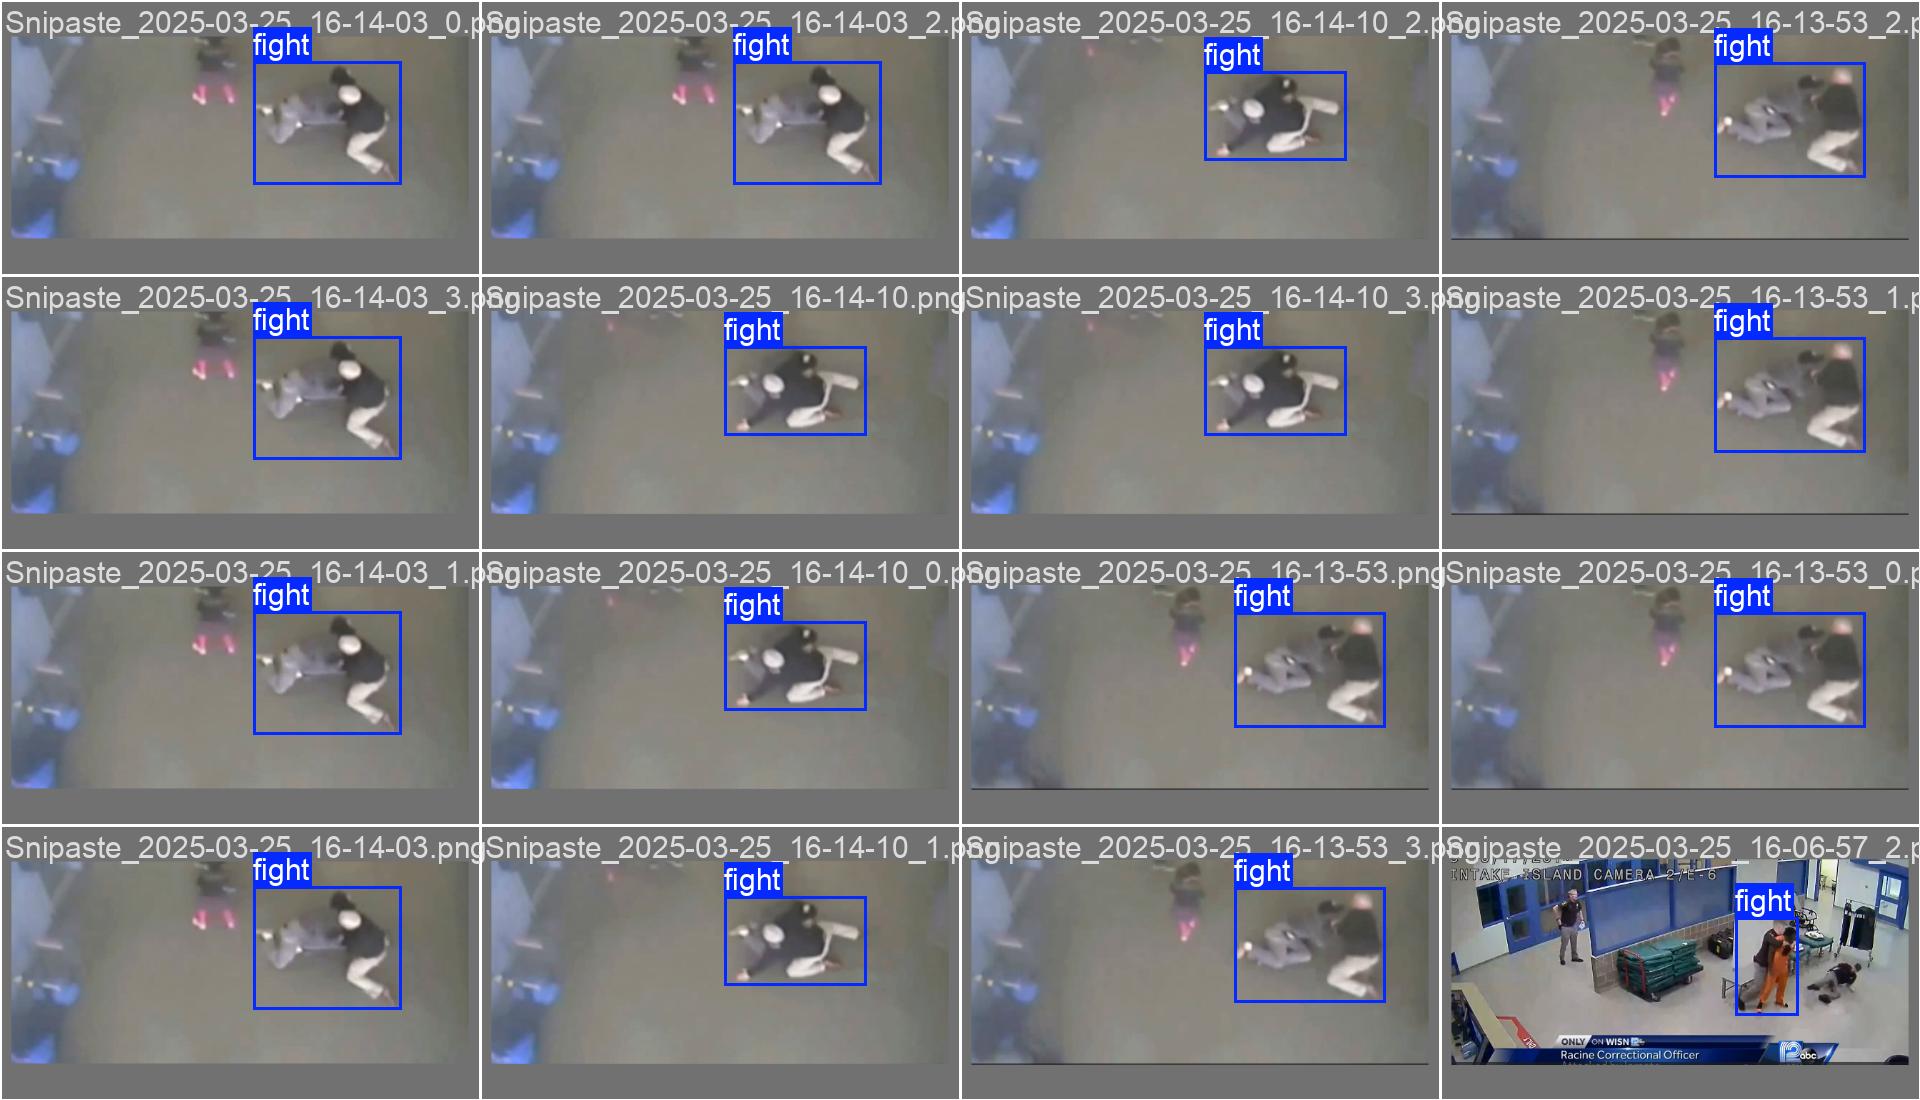 Snipaste_2025-03-25_16-14-03_0.png
fight
Snipaste_2025-03-25_16-14-03_2.png
fight
Snipaste_2025-03-25_16-14-10_2.png
fight
Snipaste_2025-03-25_16-13-53_2.p
fight
Snipaste_2025-03-25_16-14-03_3.png
fight
Snipaste_2025-03-25_16-14-10.png
fight
Snipaste_2025-03-25_16-14-10_3.png
fight
Snipaste_2025-03-25_16-13-53_1.p
fight
Snipaste_2025-03-25_16-14-03_1.png
fight
Snipaste_2025-03-25_16-14-10_0.png
fight
Snipaste_2025-03-25_16-13-53.png
fight
Snipaste_2025-03-25_16-13-53_0.p
fight
Snipaste_2025-03-25_16-14-03.png
fight
Snipaste_2025-03-25_16-14-10_1.png
fight
Snipaste_2025-03-25_16-13-53_3.png
fight
Snipaste_2025-03-25_16-06-57_2.p
INTAKE ISLAND CAMERA 2/E-6
fight
ONLY ON WISN 12
Racine Correctional Officer
12 abc